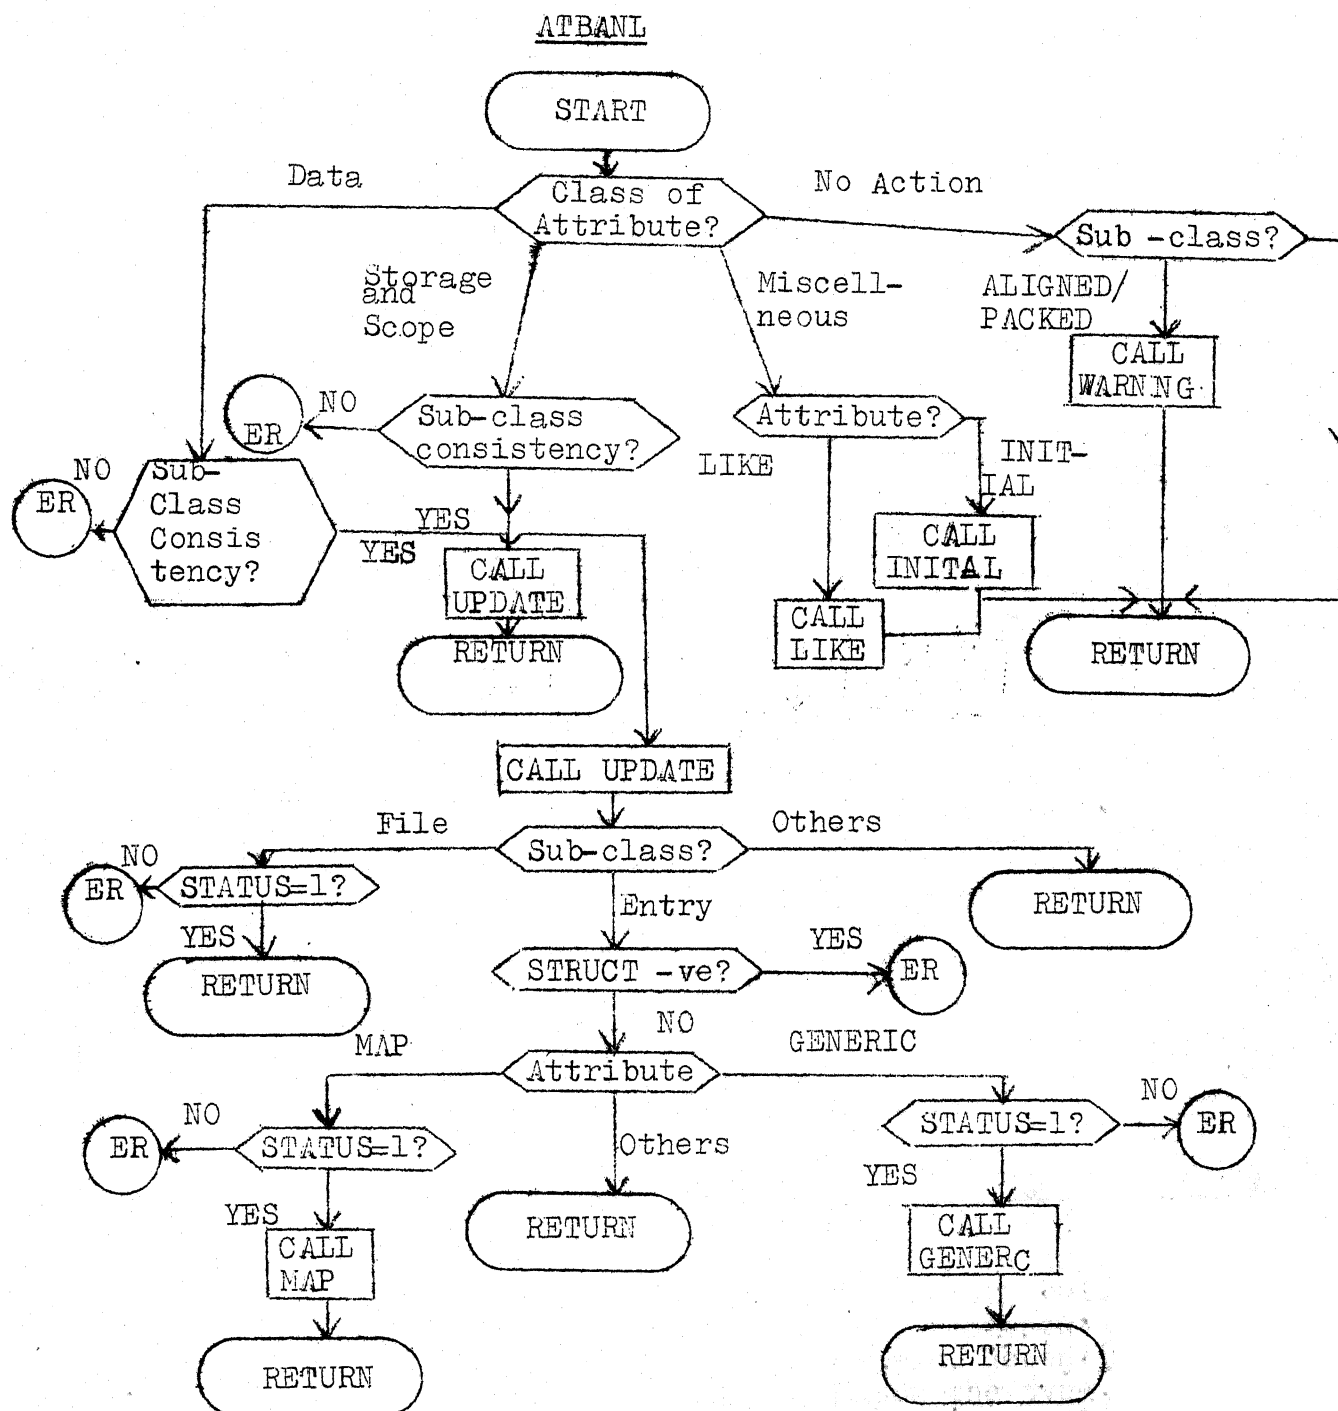 ATBANL
START
Data
No Action
Class of
Attribute?
Sub -class?
Storage
and
Scope
Miscell-
neous
ALIGNED/
PACKED
CALL
WARNNG
NO
ER
Sub-class
consistency?
Attribute?
LIKE
INIT-
IAL
NO
ER
Sub-
Class
Consis
tency?
YES
YES
CALL
UPDATE
RETURN
CALL
INITAL
CALL
LIKE
RETURN
CALL UPDATE
File
Others
Sub-class?
NO
ER
STATUS=1?
YES
RETURN
Entry
RETURN
STRUCT -ve?
YES
ER
NO
MAP
GENERIC
Attribute
NO
ER
STATUS=1?
Others
STATUS=1?
NO
ER
YES
CALL
MAP
RETURN
RETURN
YES
CALL
GENERC
RETURN